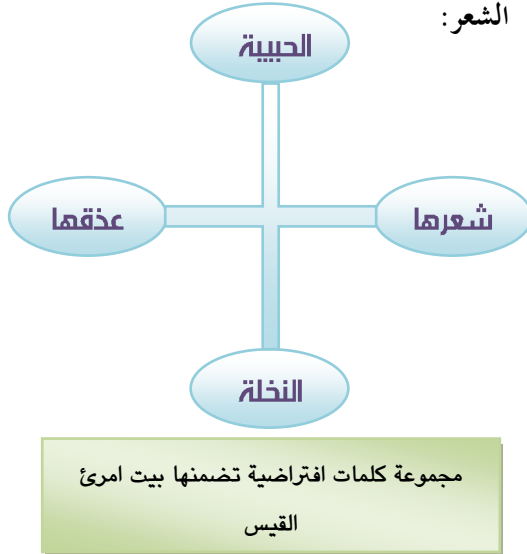 الشعر:
الحبيبة
شعرها
عذقها
النخلة
مجموعة كلمات افتراضية تضمنها بيت امرئ
القيس